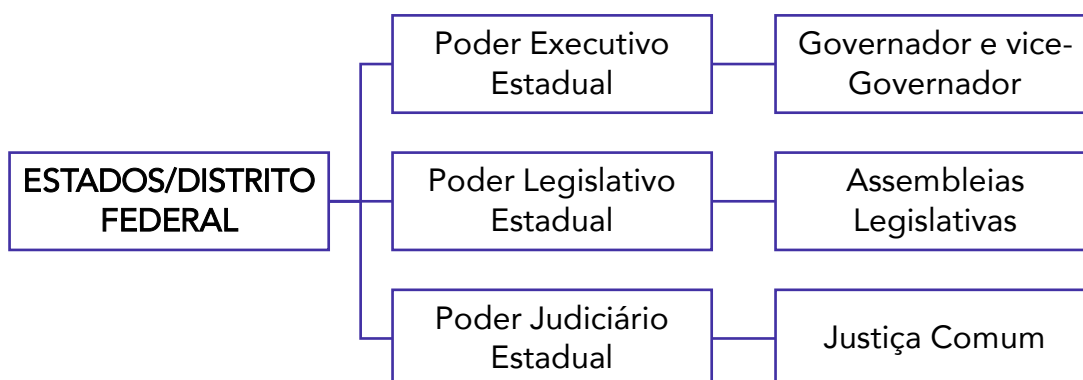 Poder Executivo
Estadual
Governador e vice-
Governador
ESTADOS/DISTRITO
FEDERAL
Poder Legislativo
Estadual
Assembleias
Legislativas
Poder Judiciário
Estadual
Justiça Comum